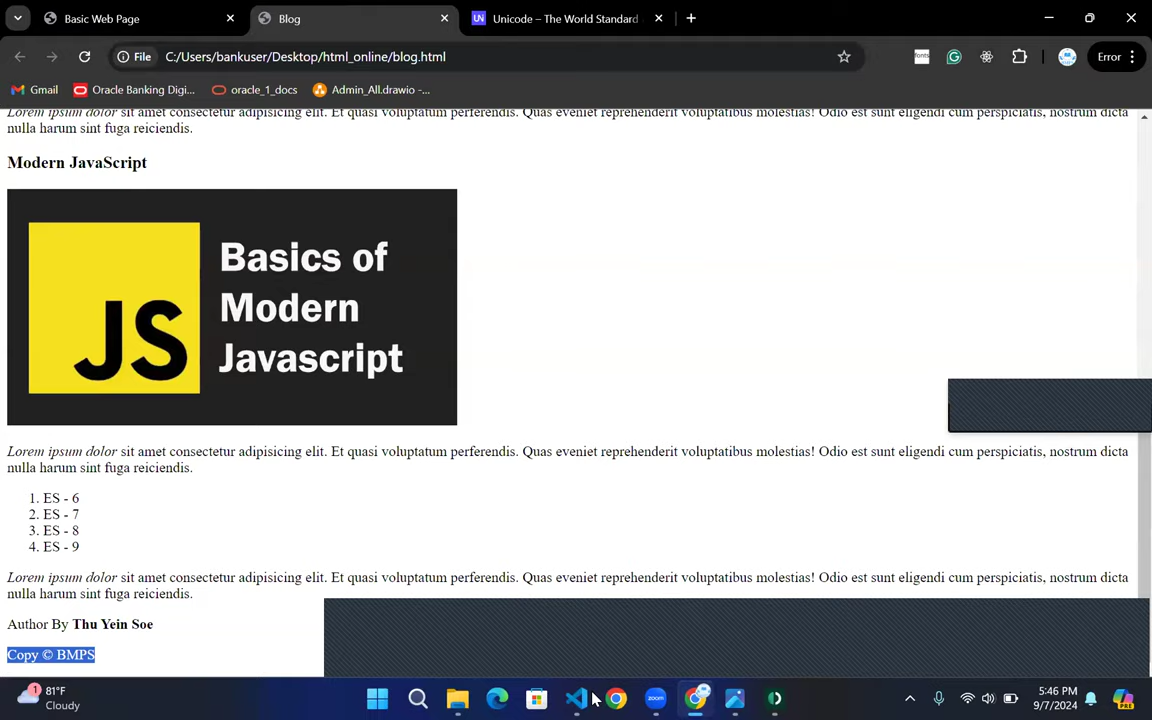 Basic Web Page
Blog
UN Unicode – The World Standard
File C:/Users/bankuser/Desktop/html_online/blog.html
fonts
Error
Gmail
Oracle Banking Digi...
oracle_1_docs
Admin_All.drawio -...
Lorem ipsum dolor sit amet consectetur adipisicing elit. Et quasi voluptatum perferendis. Quas eveniet reprehenderit voluptatibus molestias! Odio est sunt eligendi cum perspiciatis, nostrum dicta
nulla harum sint fuga reiciendis.
Modern JavaScript
JS
Basics of
Modern
Javascript
Lorem ipsum dolor sit amet consectetur adipisicing elit. Et quasi voluptatum perferendis. Quas eveniet reprehenderit voluptatibus molestias! Odio est sunt eligendi cum perspiciatis, nostrum dicta
nulla harum sint fuga reiciendis.
1. ES - 6
2. ES - 7
3. ES - 8
4. ES - 9
Lorem ipsum dolor sit amet consectetur adipisicing elit. Et quasi voluptatum perferendis. Quas eveniet reprehenderit voluptatibus molestias! Odio est sunt eligendi cum perspiciatis, nostrum dicta
nulla harum sint fuga reiciendis.
Author By Thu Yein Soe
Copy © BMPS
1
81°F
Cloudy
zoom
5:46 PM
9/7/2024
PRE